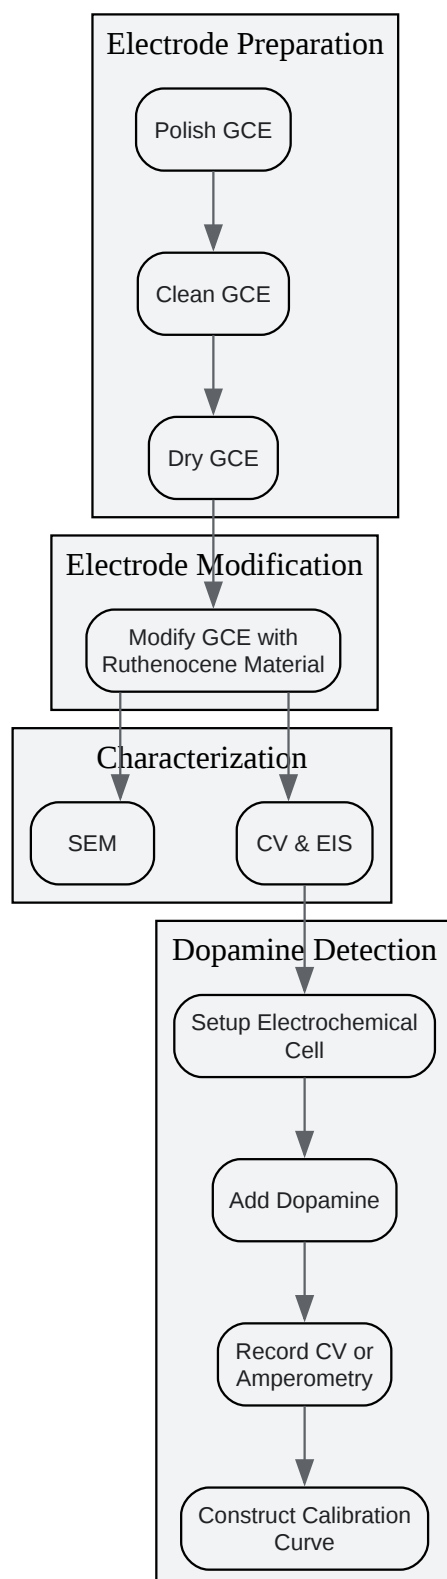 Electrode Preparation
Polish GCE
Clean GCE
Dry GCE
Electrode Modification
Modify GCE with
Ruthenocene Material
Characterization
SEM
CV & EIS
Dopamine Detection
Setup Electrochemical
Cell
Add Dopamine
Record CV or
Amperometry
Construct Calibration
Curve